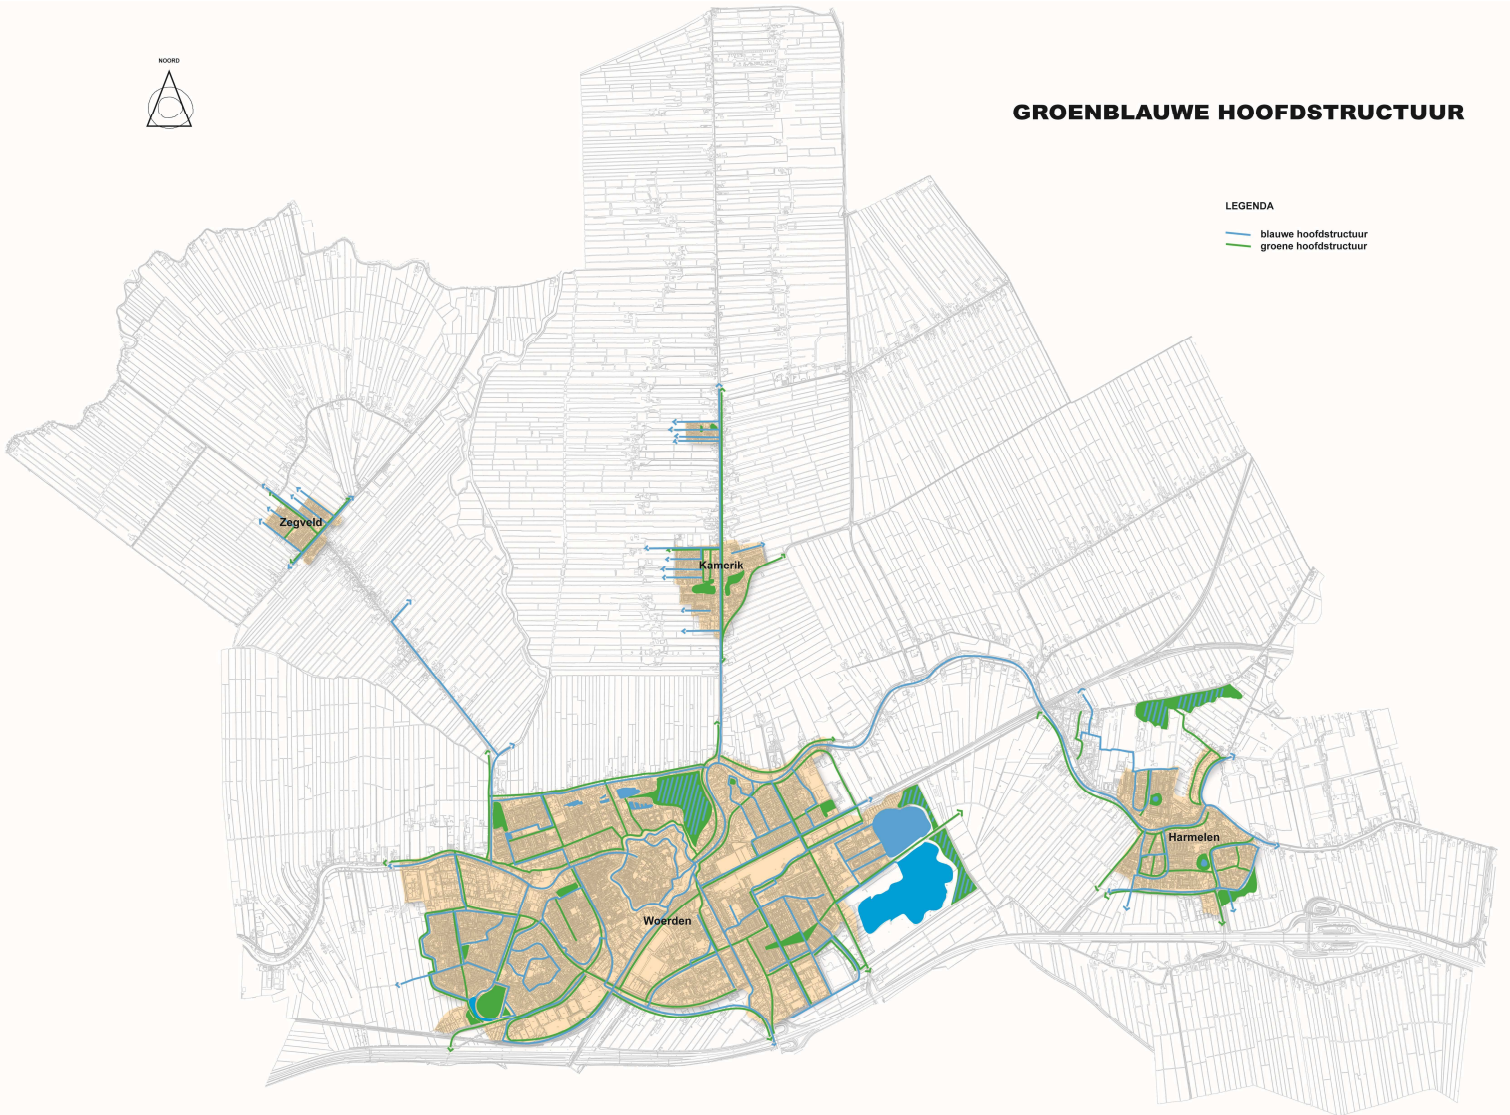 NOORD
GROENBLAUWE HOOFDSTRUCTUUR
LEGENDA
blauwe hoofdstructuur
groene hoofdstructuur
Zegveld
Kamerik
Harmelen
Woerden